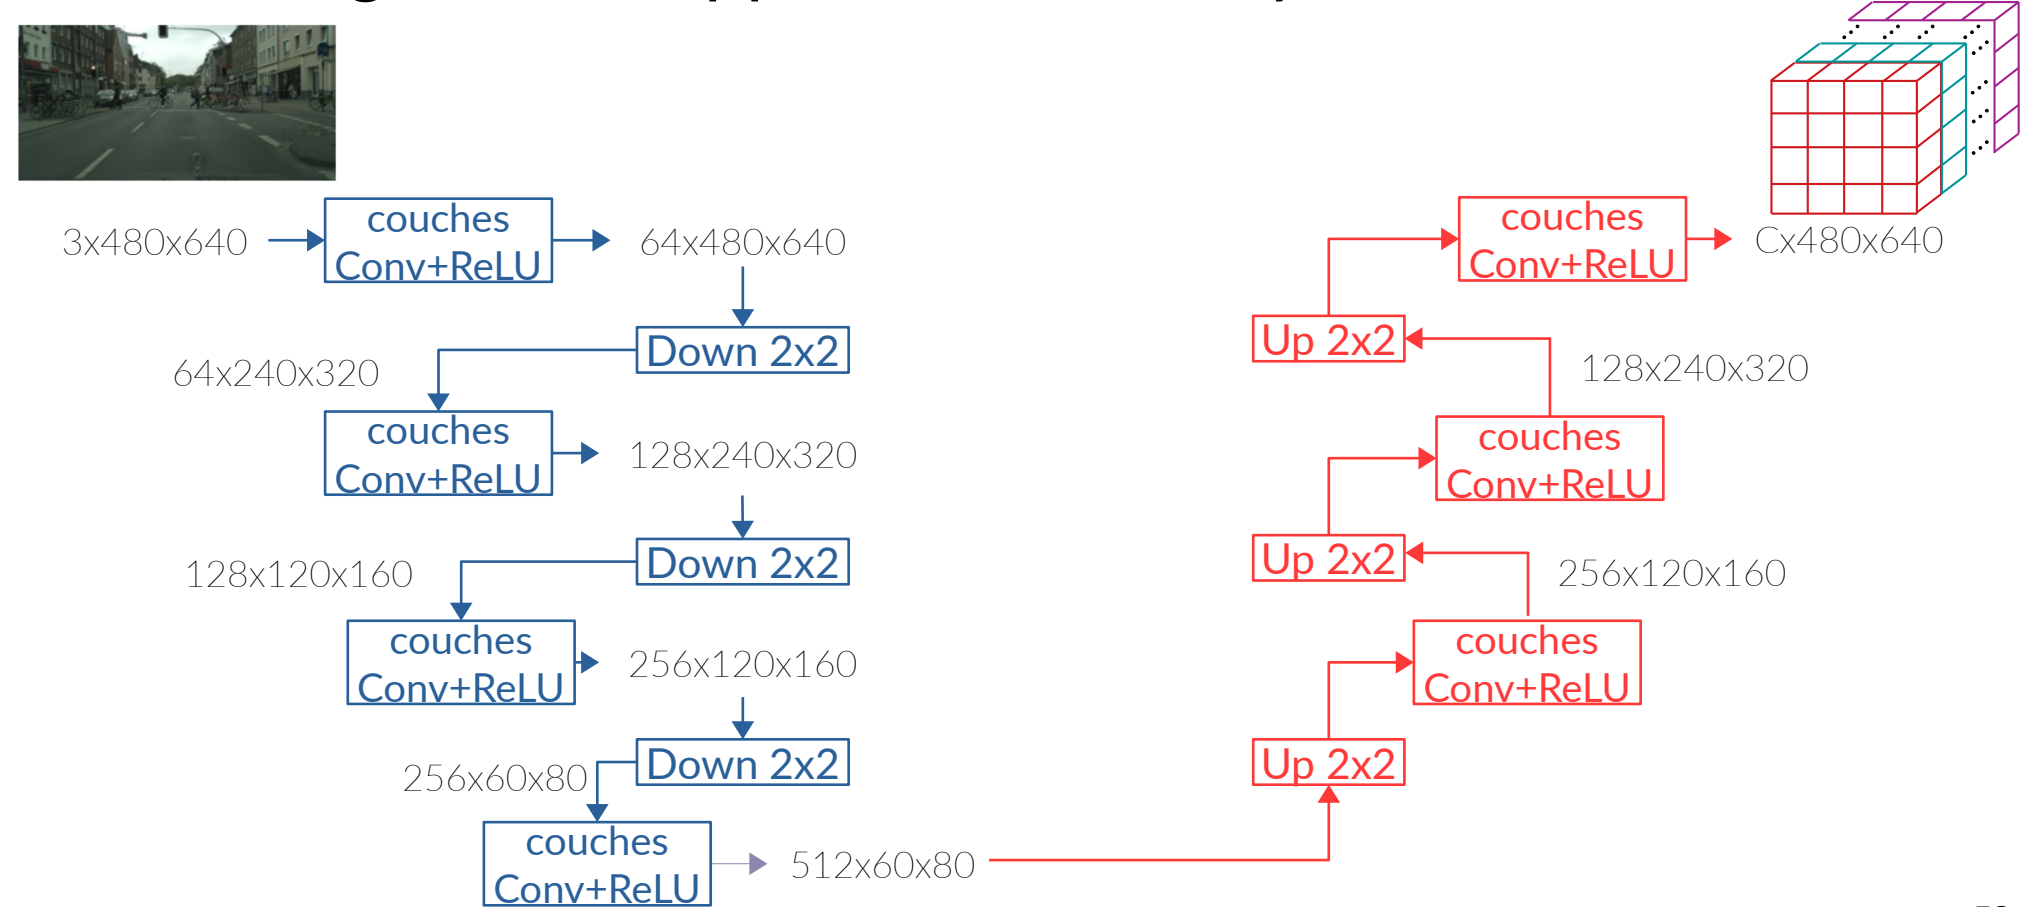 3x480x640
couches
Conv+ReLU
64x480x640
Down 2x2
64x240x320
couches
Conv+ReLU
128x240x320
Down 2x2
128x120x160
couches
Conv+ReLU
256x120x160
Down 2x2
256x60x80
couches
Conv+ReLU
512x60x80
Up 2x2
couches
Conv+ReLU
256x120x160
Up 2x2
couches
Conv+ReLU
128x240x320
Up 2x2
couches
Conv+ReLU
Cx480x640